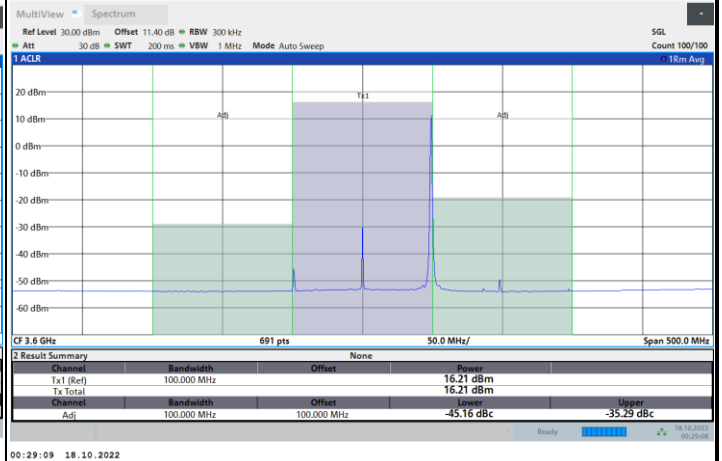 MultiView Spectrum
Ref Level 30.00 dBm Offset 11.40 dB RBW 300 kHz SGL
Att 30 dB SWT 200 ms VBW 1 MHz Mode Auto Sweep Count 100/100
1 ACLR 1Rm Avg
Tx1
20 dBm
Adj Adj
10 dBm
0 dBm
-10 dBm
-20 dBm
-30 dBm
-40 dBm
-50 dBm
-60 dBm
CF 3.6 GHz 691 pts 50.0 MHz/ Span 500.0 MHz
2 Result Summary None
Channel Bandwidth Offset Power
Tx1 (Ref) 100.000 MHz 16.21 dBm
Tx Total 16.21 dBm
Channel Bandwidth Offset Lower Upper
Adj 100.000 MHz 100.000 MHz -45.16 dBc -35.29 dBc
Ready 18.10.2022
00:29:08
00:29:09 18.10.2022